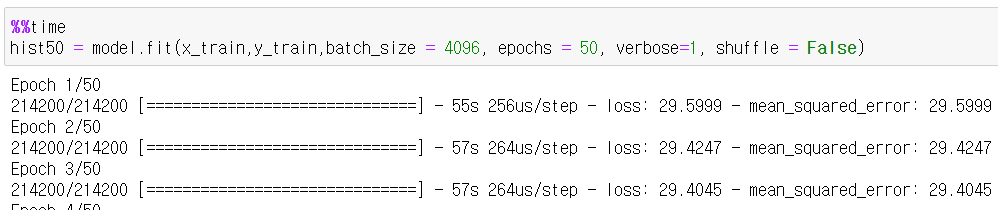 %%time
hist50 = model.fit(x_train,y_train,batch_size = 4096, epochs = 50, verbose=1, shuffle = False)
Epoch 1/50
214200/214200 [==============================] - 55s 256us/step - loss: 29.5999 - mean_squared_error: 29.5999
Epoch 2/50
214200/214200 [==============================] - 57s 264us/step - loss: 29.4247 - mean_squared_error: 29.4247
Epoch 3/50
214200/214200 [==============================] - 57s 264us/step - loss: 29.4045 - mean_squared_error: 29.4045
Epoch 4/50